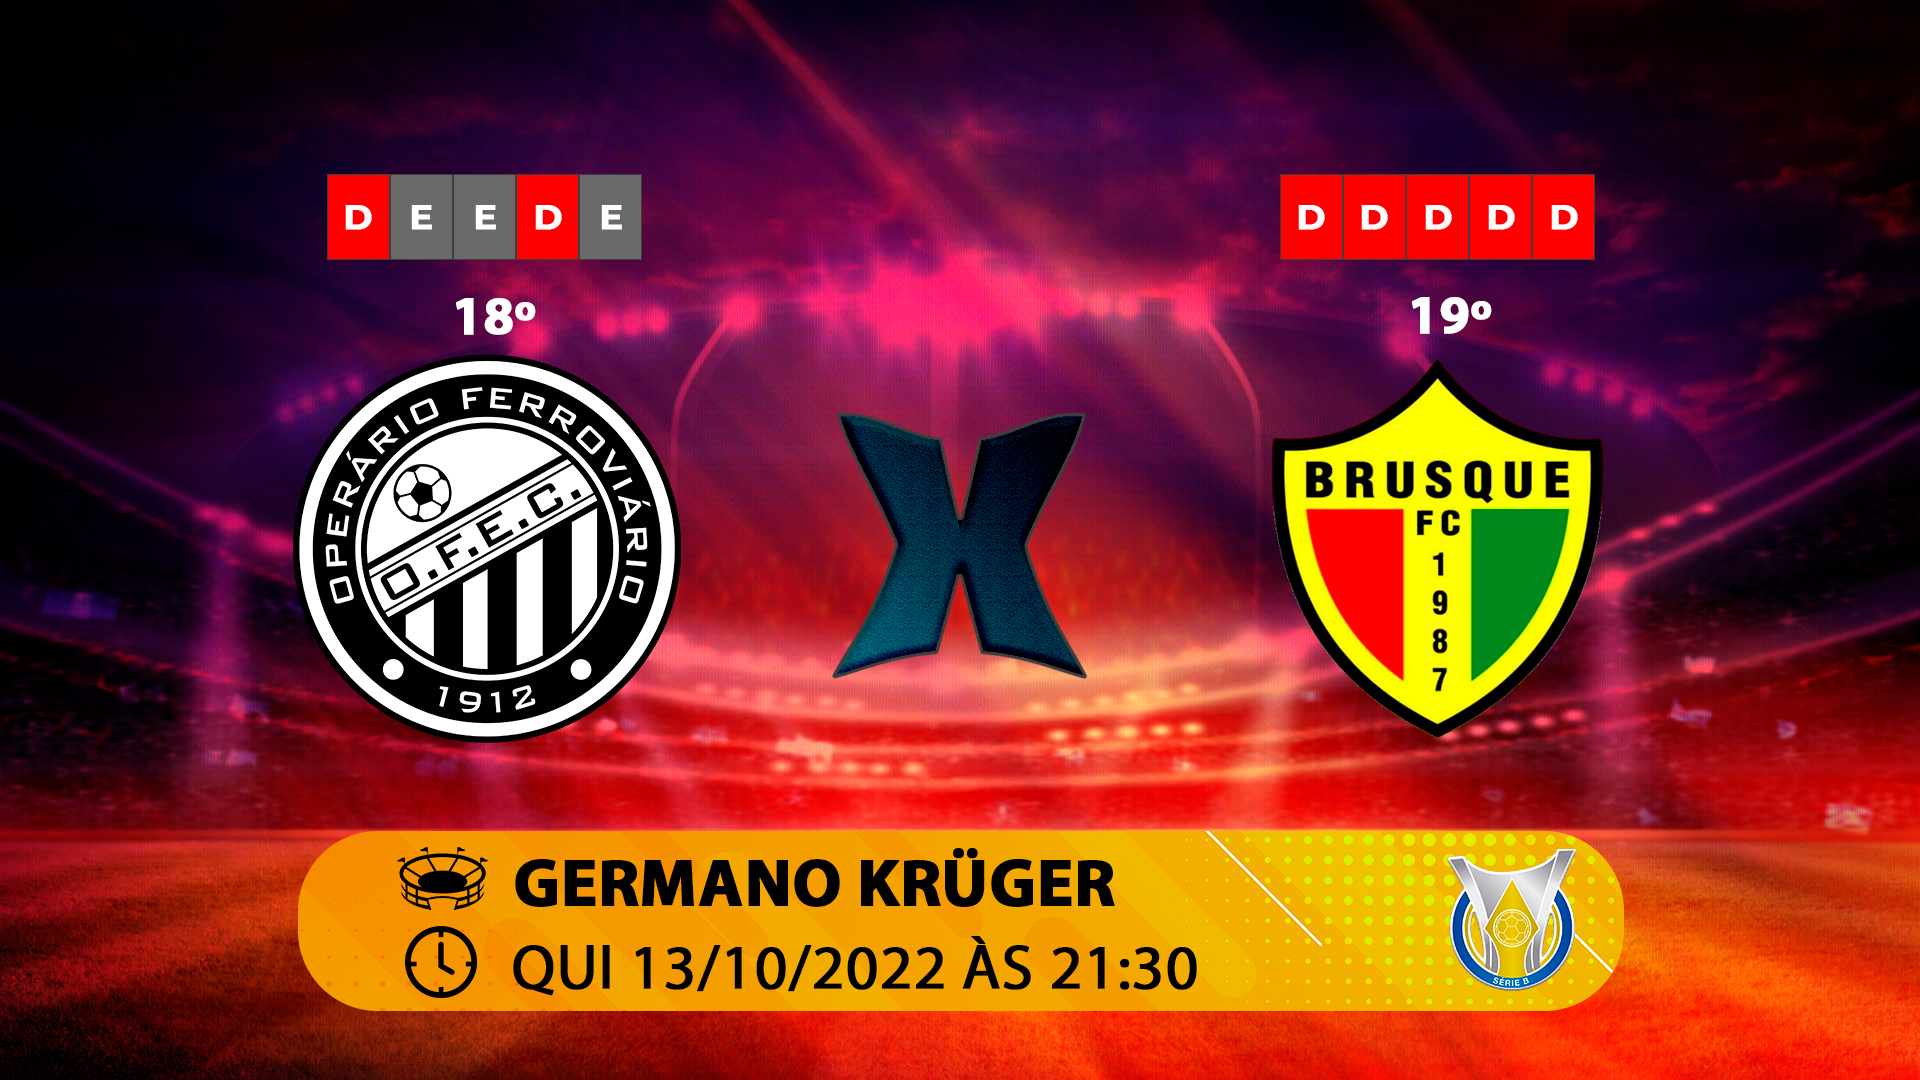 D E E D E
D D D D D
18º
19º
OPERÁRIO FERROVIÁRIO
O.F.E.C.
1912
BRUSQUE
FC
1
9
8
7
GERMANO KRÜGER
QUI 13/10/2022 ÀS 21:30
SÉRIE B